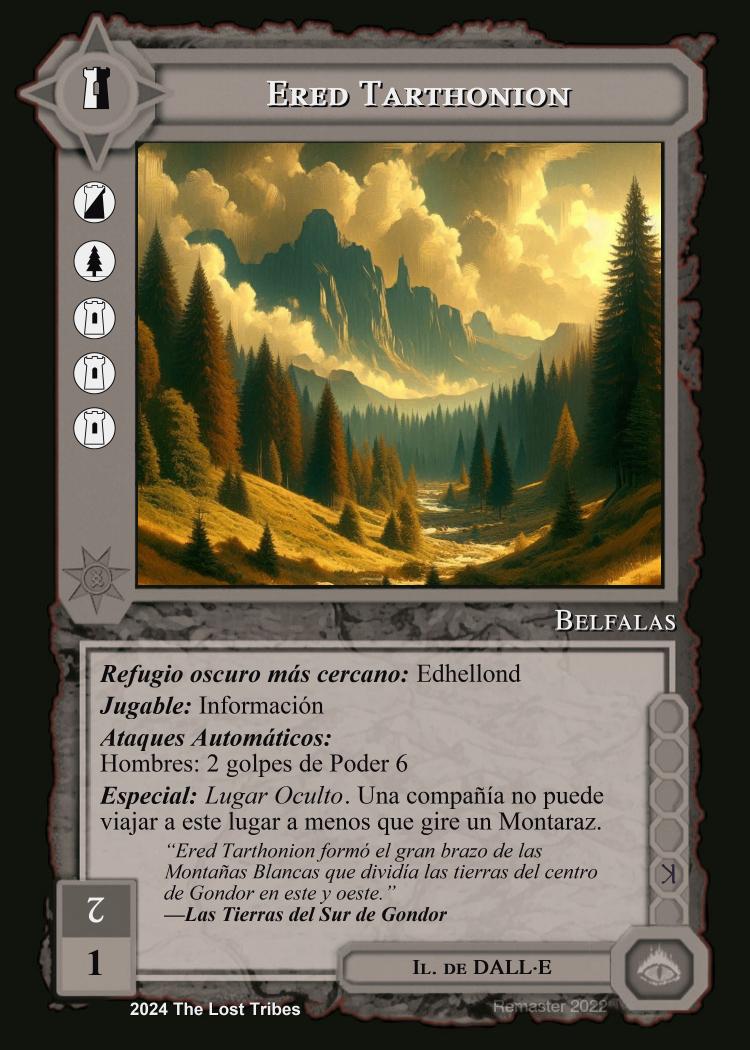 Ered Tarthonion
Belfalas
Refugio oscuro más cercano: Edhellond
Jugable: Información
Ataques Automáticos:
Hombres: 2 golpes de Poder 6
Especial: Lugar Oculto. Una compañía no puede
viajar a este lugar a menos que gire un Montaraz.
“Ered Tarthonion formó el gran brazo de las
Montañas Blancas que dividía las tierras del centro
de Gondor en este y oeste.”
—Las Tierras del Sur de Gondor
K
2
1
Il. de DALL·E
2024 The Lost Tribes
Remaster 2022